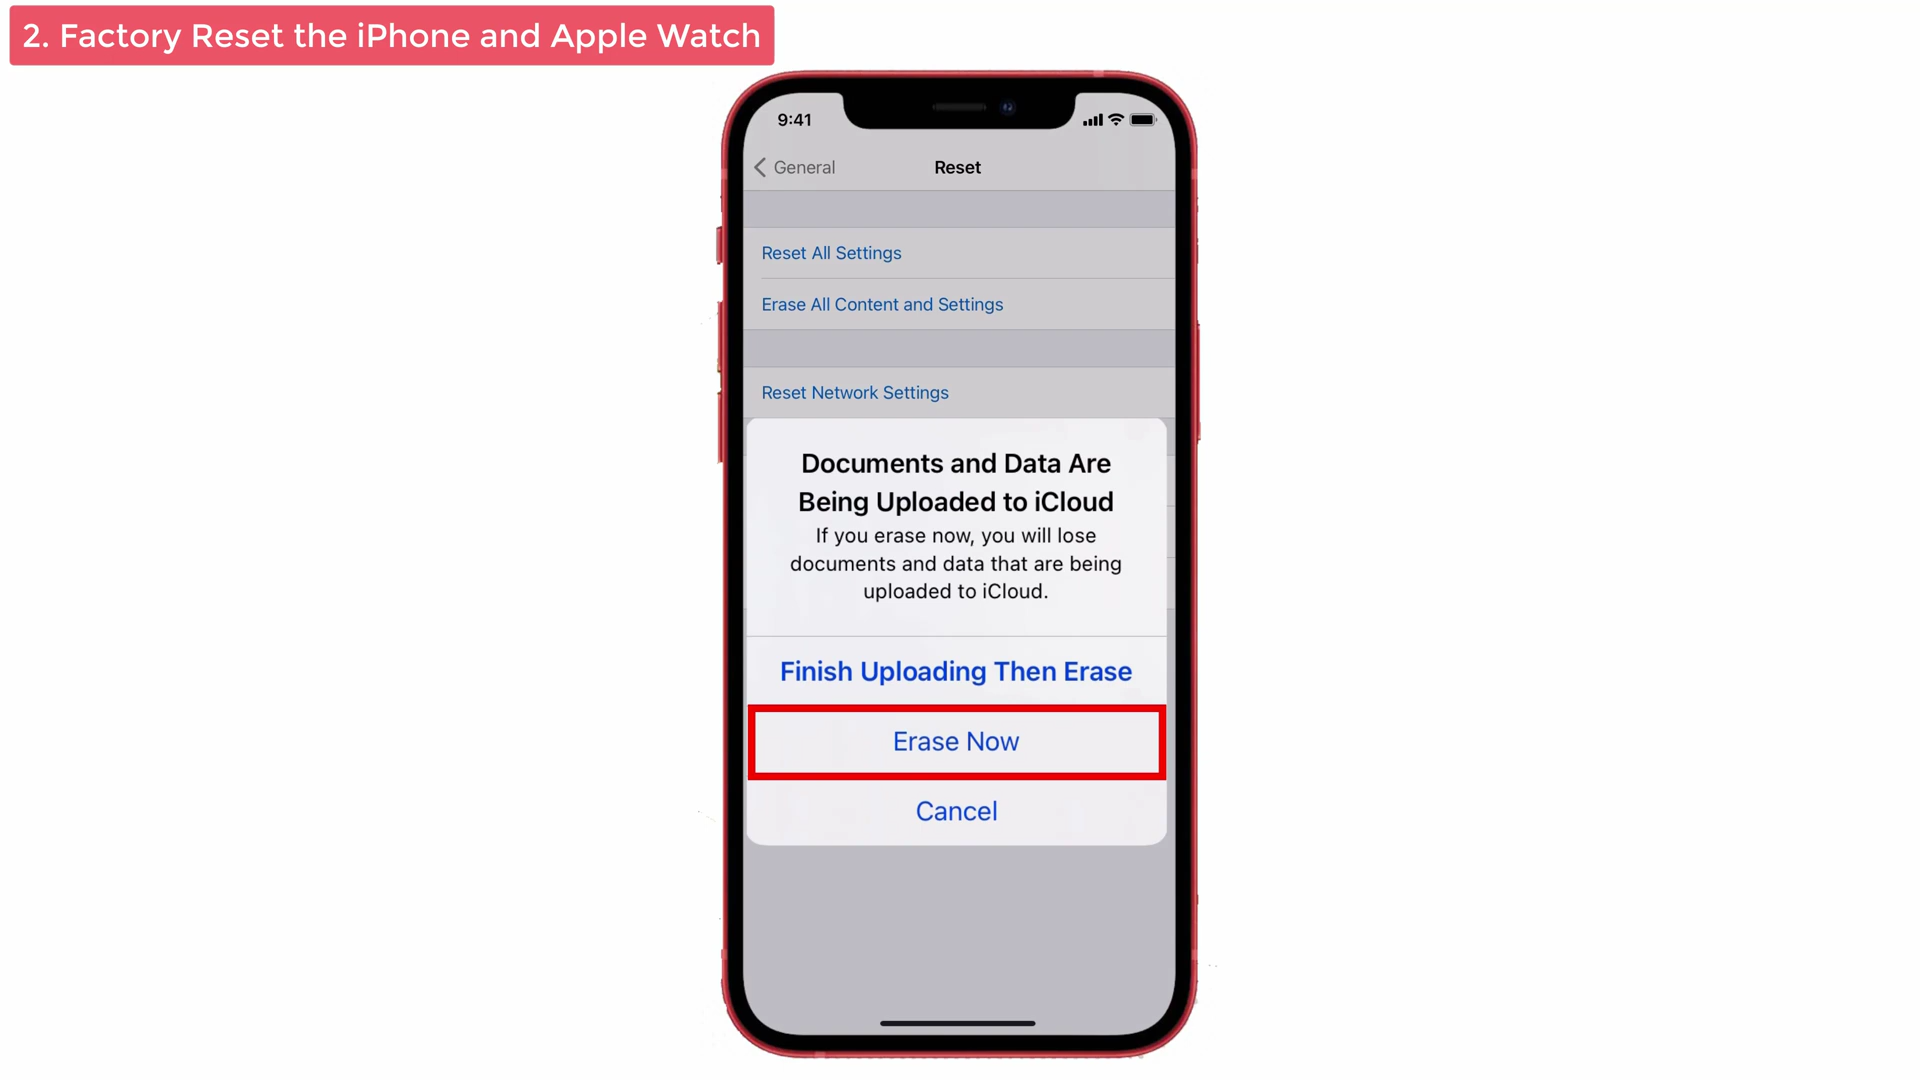 2. Factory Reset the iPhone and Apple Watch
9:41
General
Reset
Reset All Settings
Erase All Content and Settings
Reset Network Settings
Documents and Data Are
Being Uploaded to iCloud
If you erase now, you will lose
documents and data that are being
uploaded to iCloud.
Finish Uploading Then Erase
Erase Now
Cancel